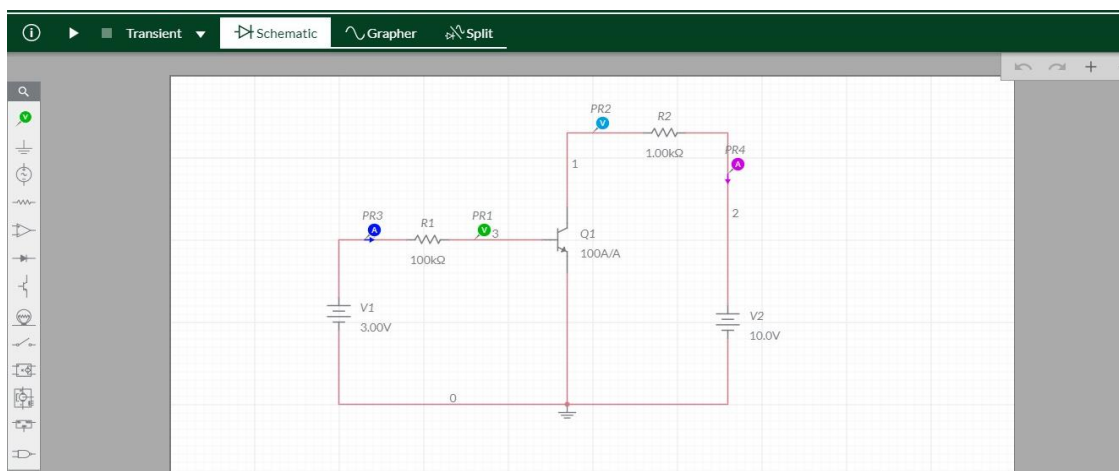 Transient Schematic Grapher Split
PR2
R2
1.00kΩ
PR4
A
V
1
2
PR3
A
R1
100kΩ
PR1
V
3
Q1
100A/A
V1
3.00V
V2
10.0V
0